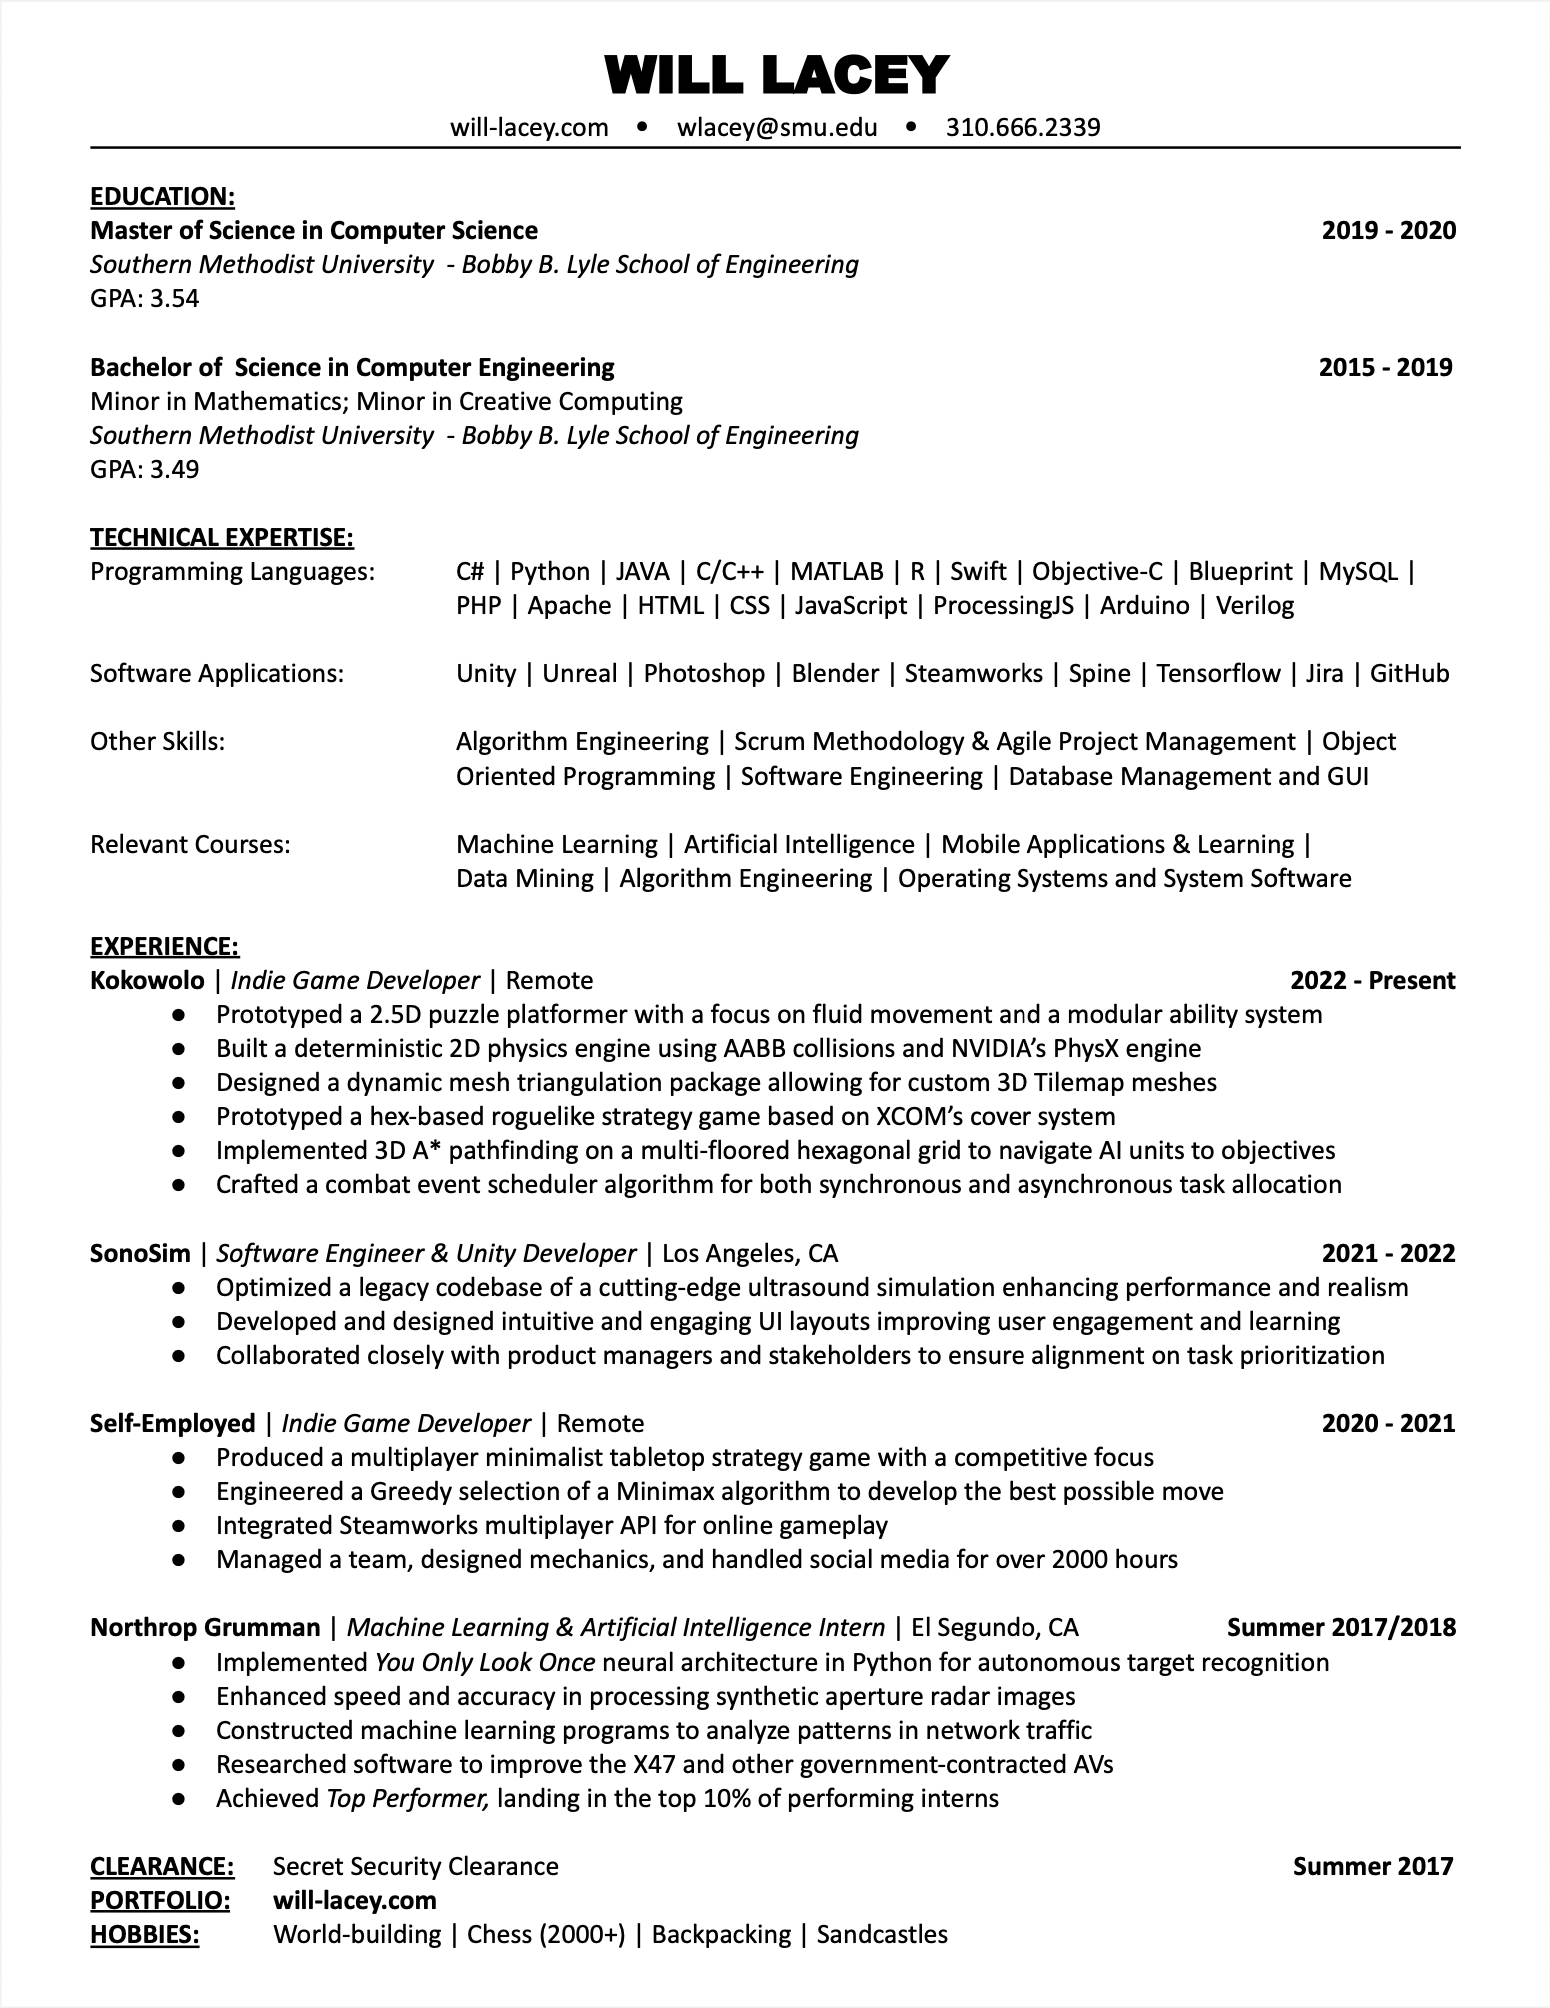 WILL LACEY
will-lacey.com • wlacey@smu.edu • 310.666.2339
EDUCATION:
Master of Science in Computer Science 2019 - 2020
Southern Methodist University - Bobby B. Lyle School of Engineering
GPA: 3.54
Bachelor of Science in Computer Engineering 2015 - 2019
Minor in Mathematics; Minor in Creative Computing
Southern Methodist University - Bobby B. Lyle School of Engineering
GPA: 3.49
TECHNICAL EXPERTISE:
Programming Languages: C# | Python | JAVA | C/C++ | MATLAB | R | Swift | Objective-C | Blueprint | MySQL |
PHP | Apache | HTML | CSS | JavaScript | ProcessingJS | Arduino | Verilog
Software Applications: Unity | Unreal | Photoshop | Blender | Steamworks | Spine | Tensorflow | Jira | GitHub
Other Skills: Algorithm Engineering | Scrum Methodology & Agile Project Management | Object
Oriented Programming | Software Engineering | Database Management and GUI
Relevant Courses: Machine Learning | Artificial Intelligence | Mobile Applications & Learning |
Data Mining | Algorithm Engineering | Operating Systems and System Software
EXPERIENCE:
Kokowolo | Indie Game Developer | Remote 2022 - Present
● Prototyped a 2.5D puzzle platformer with a focus on fluid movement and a modular ability system
● Built a deterministic 2D physics engine using AABB collisions and NVIDIA’s PhysX engine
● Designed a dynamic mesh triangulation package allowing for custom 3D Tilemap meshes
● Prototyped a hex-based roguelike strategy game based on XCOM’s cover system
● Implemented 3D A* pathfinding on a multi-floored hexagonal grid to navigate AI units to objectives
● Crafted a combat event scheduler algorithm for both synchronous and asynchronous task allocation
SonoSim | Software Engineer & Unity Developer | Los Angeles, CA 2021 - 2022
● Optimized a legacy codebase of a cutting-edge ultrasound simulation enhancing performance and realism
● Developed and designed intuitive and engaging UI layouts improving user engagement and learning
● Collaborated closely with product managers and stakeholders to ensure alignment on task prioritization
Self-Employed | Indie Game Developer | Remote 2020 - 2021
● Produced a multiplayer minimalist tabletop strategy game with a competitive focus
● Engineered a Greedy selection of a Minimax algorithm to develop the best possible move
● Integrated Steamworks multiplayer API for online gameplay
● Managed a team, designed mechanics, and handled social media for over 2000 hours
Northrop Grumman | Machine Learning & Artificial Intelligence Intern | El Segundo, CA Summer 2017/2018
● Implemented You Only Look Once neural architecture in Python for autonomous target recognition
● Enhanced speed and accuracy in processing synthetic aperture radar images
● Constructed machine learning programs to analyze patterns in network traffic
● Researched software to improve the X47 and other government-contracted AVs
● Achieved Top Performer, landing in the top 10% of performing interns
CLEARANCE: Secret Security Clearance Summer 2017
PORTFOLIO: will-lacey.com
HOBBIES: World-building | Chess (2000+) | Backpacking | Sandcastles